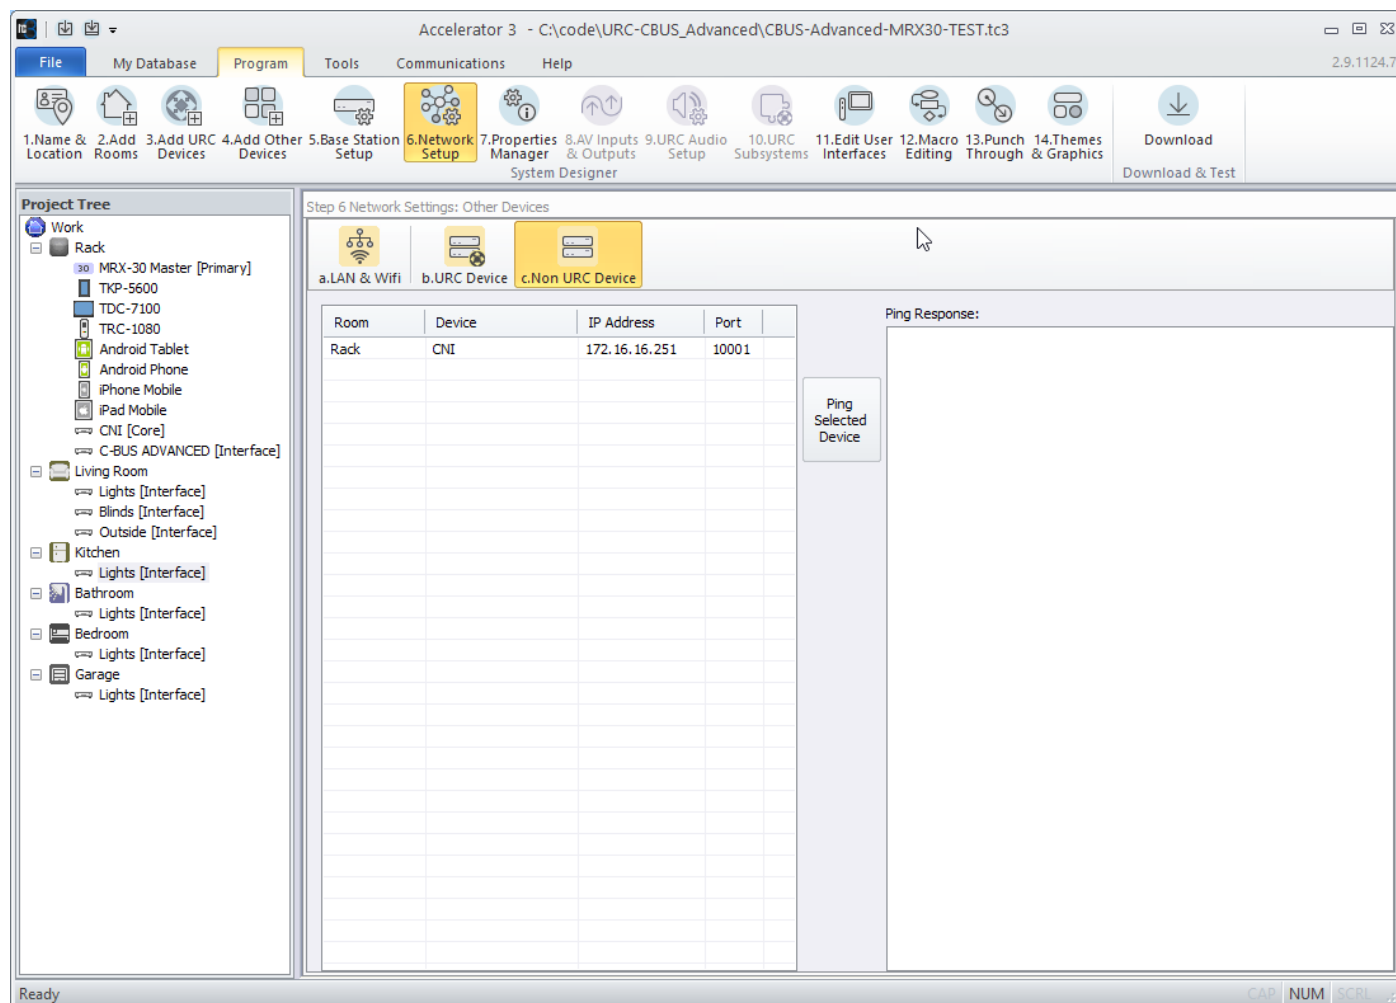 tc
Accelerator 3 - C:\code\URC-CBUS_Advanced\CBUS-Advanced-MRX30-TEST.tc3
File My Database Program Tools Communications Help 2.9.1124.7
1.Name & Location
2.Add Rooms
3.Add URC Devices
4.Add Other Devices
5.Base Station Setup
6.Network Setup
7.Properties Manager
8.AV Inputs & Outputs
9.URC Audio Setup
10.URC Subsystems
11.Edit User Interfaces
12.Macro Editing
13.Punch Through
14.Themes & Graphics
Download
System Designer
Download & Test
Project Tree
Work
Rack
30 MRX-30 Master [Primary]
TKP-5600
TDC-7100
TRC-1080
Android Tablet
Android Phone
iPhone Mobile
iPad Mobile
CNI [Core]
C-BUS ADVANCED [Interface]
Living Room
Lights [Interface]
Blinds [Interface]
Outside [Interface]
Kitchen
Lights [Interface]
Bathroom
Lights [Interface]
Bedroom
Lights [Interface]
Garage
Lights [Interface]
Step 6 Network Settings: Other Devices
a.LAN & Wifi b.URC Device c.Non URC Device
Room Device IP Address Port
Rack CNI 172.16.16.251 10001
Ping
Selected
Device
Ping Response:
Ready
CAP NUM SCRL